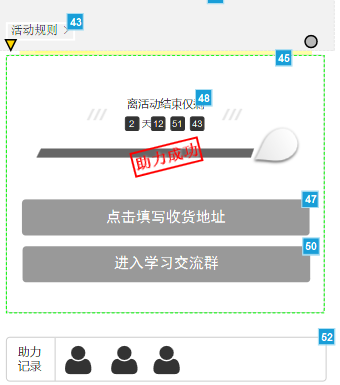 活动规则 >
43
45
离活动结束仅剩
48
2 天 12 51 43
助力成功
47
点击填写收货地址
50
进入学习交流群
52
助力
记录